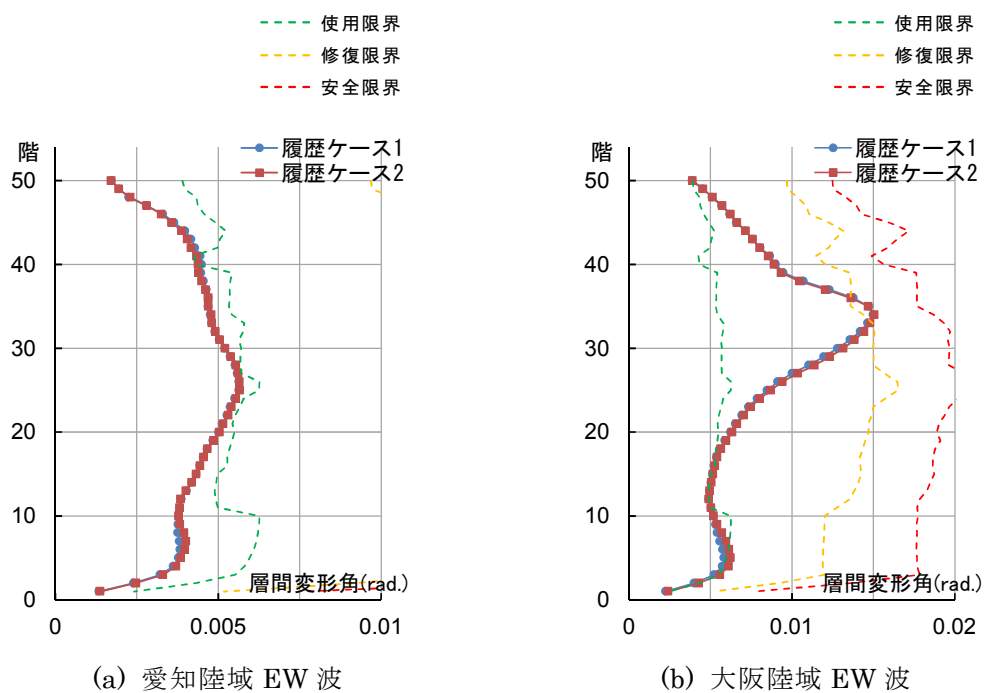 使用限界
修復限界
安全限界
階
履歴ケース1
履歴ケース2
50
40
30
20
10
0
層間変形角(rad.)
0
0.005
0.01
(a) 愛知陸域 EW 波
使用限界
修復限界
安全限界
階
履歴ケース1
履歴ケース2
50
40
30
20
10
0
層間変形角(rad.)
0
0.01
0.02
(b) 大阪陸域 EW 波